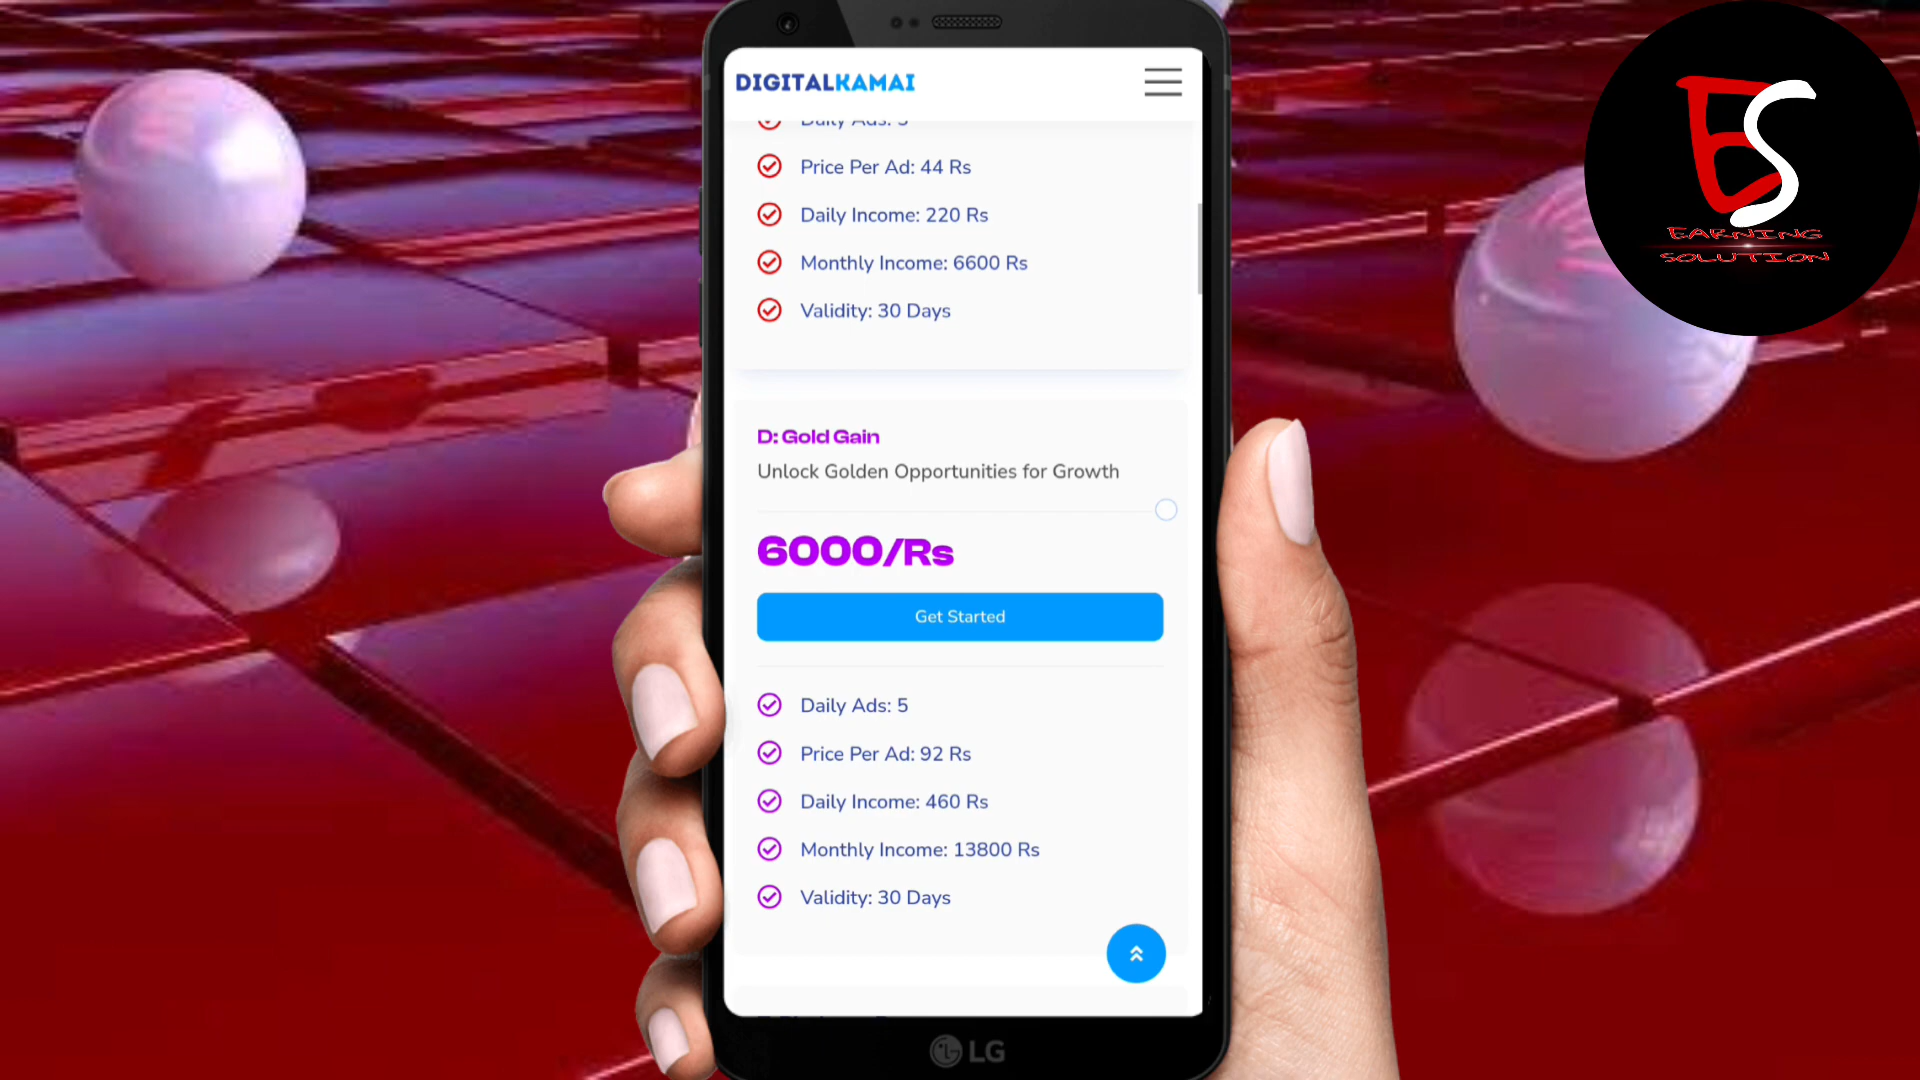 DIGITALKAMAI
Daily Ads: 5
Price Per Ad: 44 Rs
Daily Income: 220 Rs
Monthly Income: 6600 Rs
Validity: 30 Days
D: Gold Gain
Unlock Golden Opportunities for Growth
6000/Rs
Get Started
Daily Ads: 5
Price Per Ad: 92 Rs
Daily Income: 460 Rs
Monthly Income: 13800 Rs
Validity: 30 Days
LG
ES
EARNING
SOLUTION